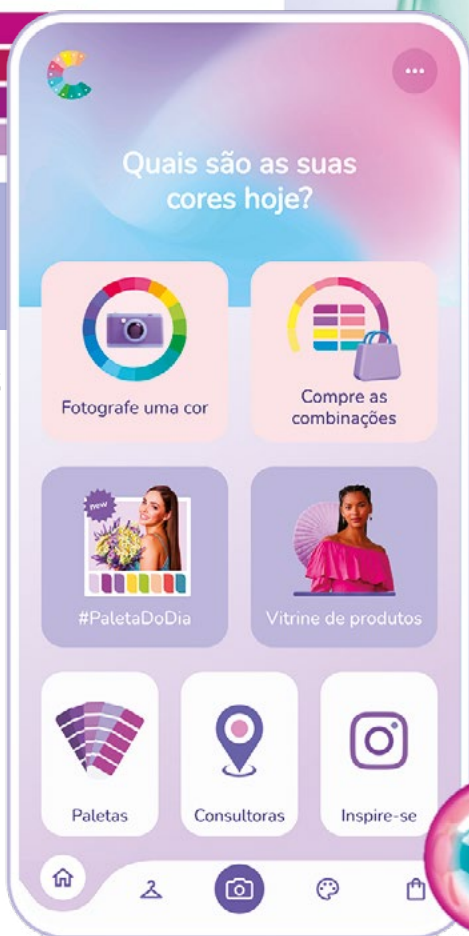 Quais são as suas
cores hoje?
Fotografe uma cor
Compre as
combinações
new
#PaletaDoDia
Vitrine de produtos
Paletas
Consultoras
Inspire-se